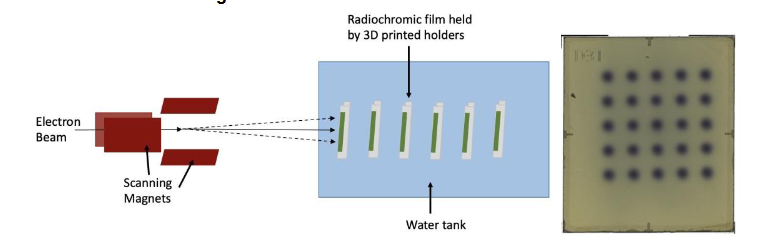 Radiochromic film held
by 3D printed holders
Electron
Beam
Scanning
Magnets
Water tank